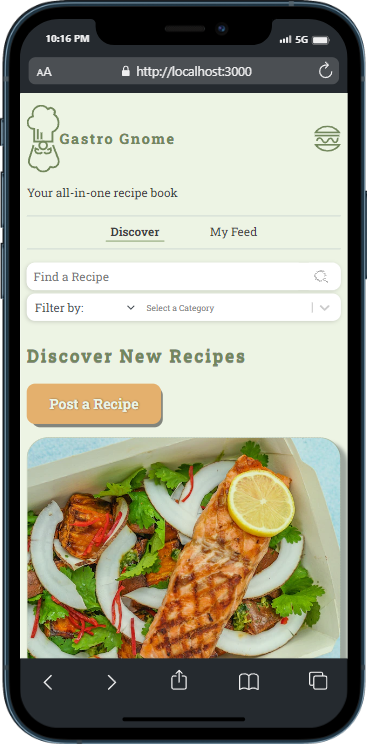 10:16 PM
5G
AA
http://localhost:3000
Gastro Gnome
Your all-in-one recipe book
Discover My Feed
Find a Recipe
Filter by: Select a Category
Discover New Recipes
Post a Recipe